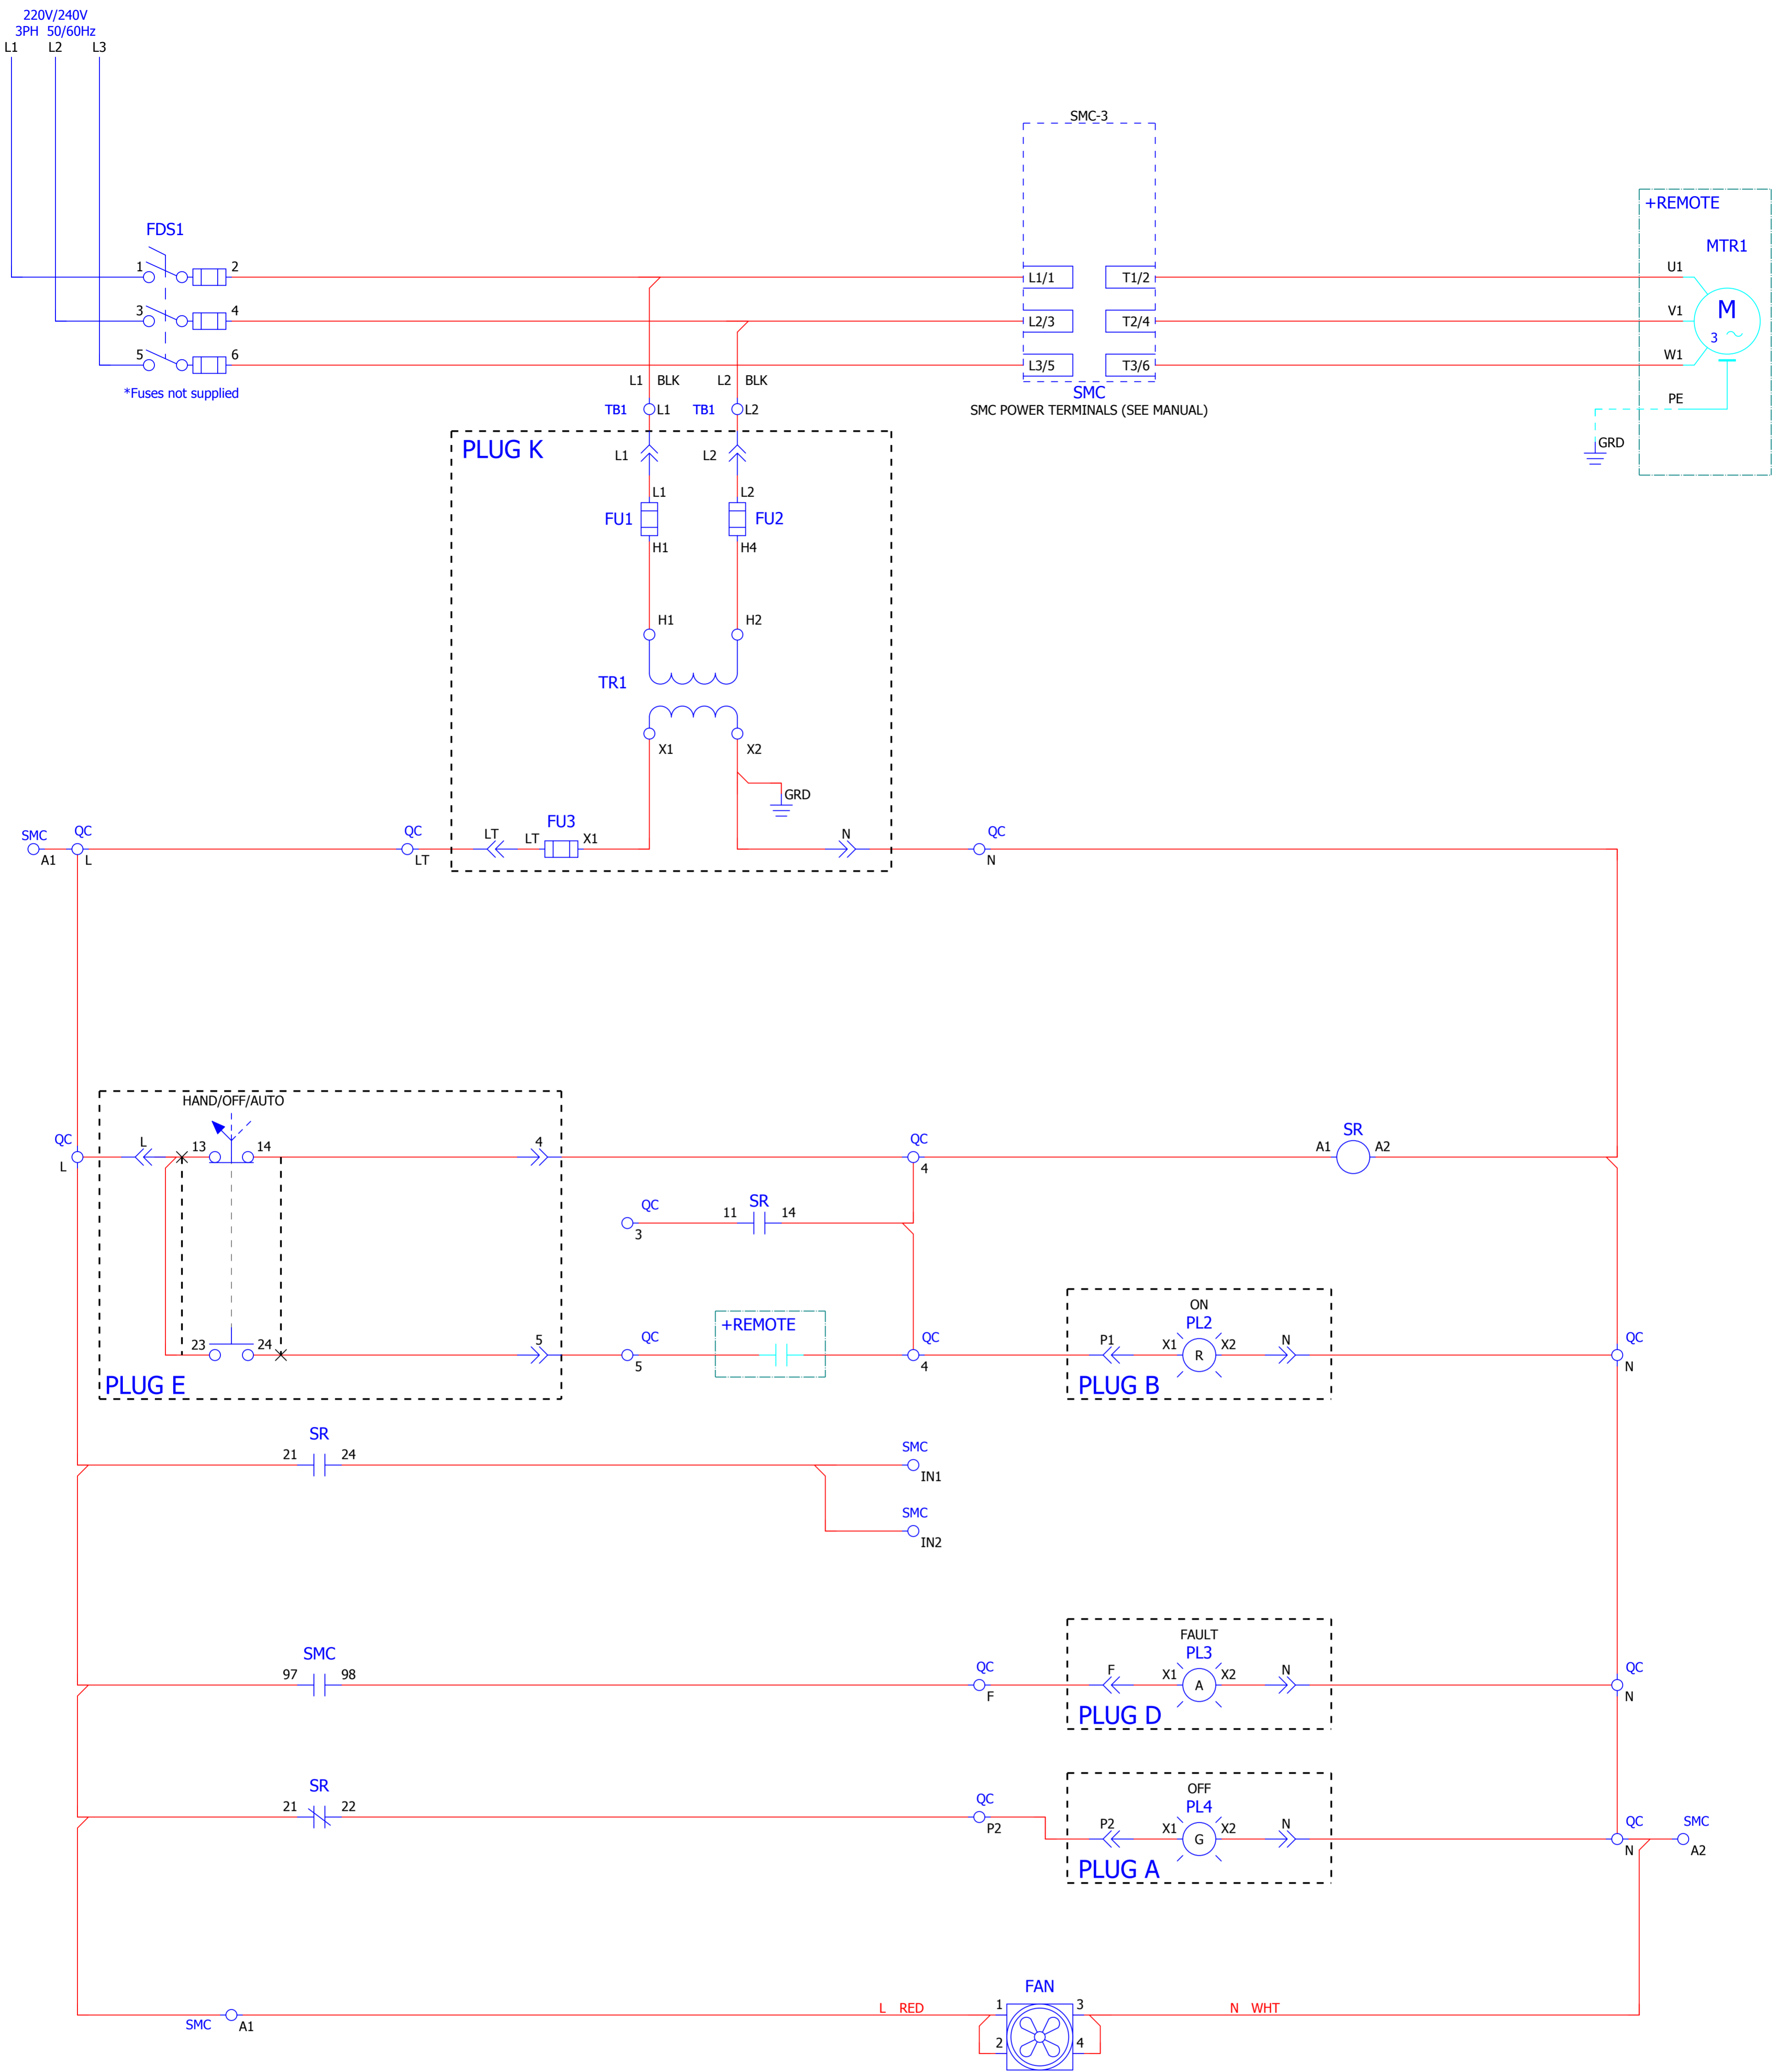 220V/240V
3PH 50/60Hz
L1 L2 L3
SMC-3
+REMOTE
MTR1
FDS1
1 2
L1/1 T1/2
U1
3 4
L2/3 T2/4
V1
M
3
5 6
L3/5 T3/6
W1
*Fuses not supplied
L1 BLK L2 BLK
SMC
SMC POWER TERMINALS (SEE MANUAL)
PE
GRD
TB1 L1 TB1 L2
PLUG K
L1 L2
L1 L2
FU1 FU2
H1 H4
H1 H2
TR1
X1 X2
GRD
SMC QC QC LT LT FU3 X1 N QC
A1 L LT N
HAND/OFF/AUTO
QC L 13 14 4 QC SR
L 4 A1 A2
QC 11 SR 14
3
ON
+REMOTE
PL2
23 24 5 QC QC P1 X1 R X2 N QC
5 4 N
PLUG E PLUG B
SR
21 24 SMC
IN1
SMC
IN2
FAULT
SMC PL3
97 98 QC F X1 A X2 N QC
F N
PLUG D
OFF
SR PL4
21 22 QC P2 X1 G X2 N QC SMC
P2 N A2
PLUG A
FAN
L RED 1 3 N WHT
SMC A1
2 4